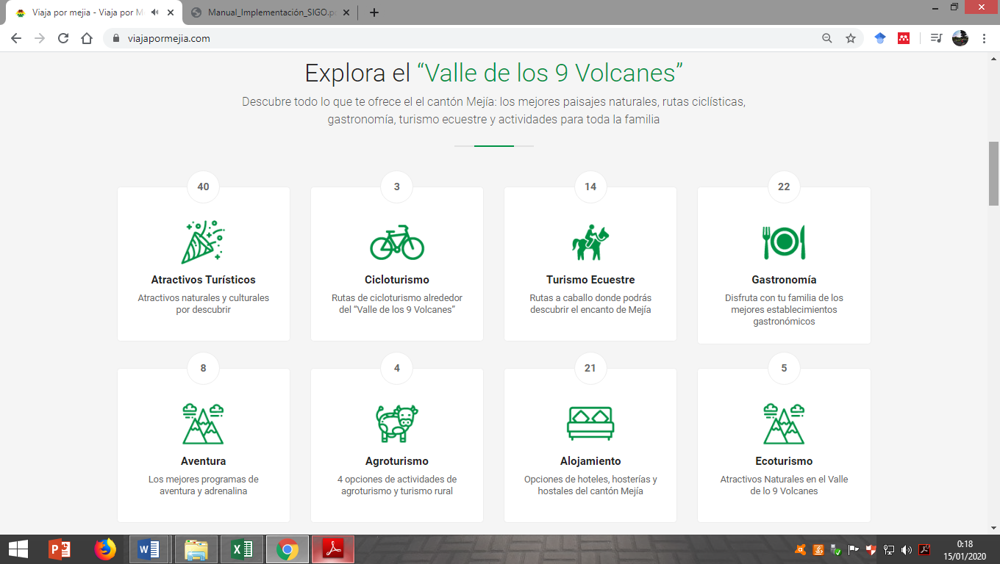 Viaja por mejia - Viaja por M
Manual_Implementación_SIGO.p
viajapormejia.com
Explora el “Valle de los 9 Volcanes”
Descubre todo lo que te ofrece el el cantón Mejía: los mejores paisajes naturales, rutas ciclísticas,
gastronomía, turismo ecuestre y actividades para toda la familia
40
3
14
22
Atractivos Turísticos
Atractivos naturales y culturales
por descubrir
Cicloturismo
Rutas de cicloturismo alrededor
del “Valle de los 9 Volcanes”
Turismo Ecuestre
Rutas a caballo donde podrás
descubrir el encanto de Mejía
Gastronomía
Disfruta con tu familia de los
mejores establecimientos
gastronómicos
8
4
21
5
Aventura
Los mejores programas de
aventura y adrenalina
Agroturismo
4 opciones de actividades de
agroturismo y turismo rural
Alojamiento
Opciones de hoteles, hosterías y
hostales del cantón Mejía
Ecoturismo
Atractivos Naturales en el Valle
de lo 9 Volcanes
0:18
15/01/2020